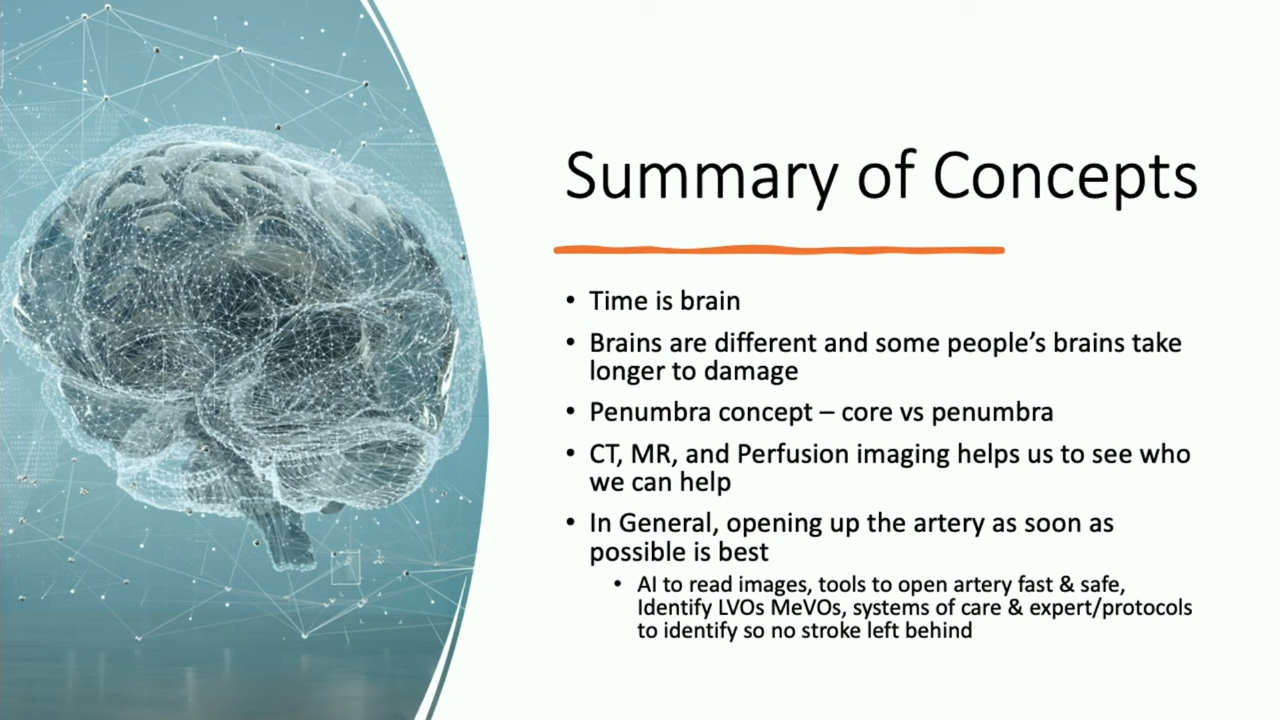 Summary of Concepts
• Time is brain
• Brains are different and some people’s brains take
longer to damage
• Penumbra concept – core vs penumbra
• CT, MR, and Perfusion imaging helps us to see who
we can help
• In General, opening up the artery as soon as
possible is best
• AI to read images, tools to open artery fast & safe,
Identify LVOs MeVOs, systems of care & expert/protocols
to identify so no stroke left behind